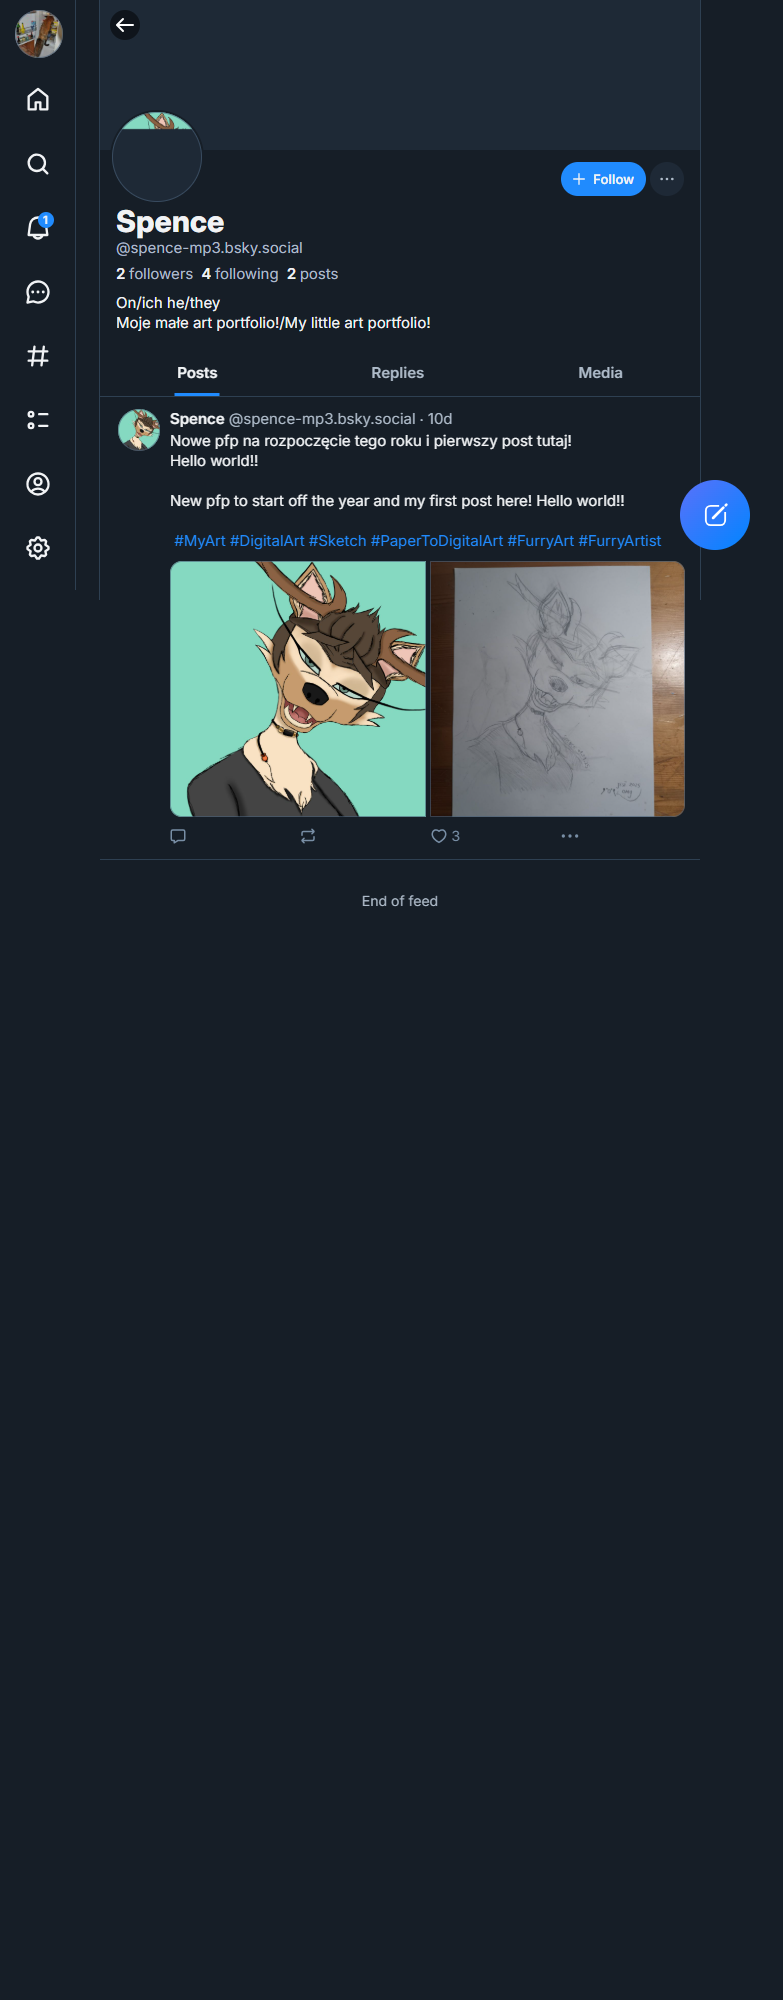 1
+ Follow
Spence
@spence-mp3.bsky.social
2 followers 4 following 2 posts
On/ich he/they
Moje małe art portfolio!/My little art portfolio!
Posts Replies Media
Spence @spence-mp3.bsky.social · 10d
Nowe pfp na rozpoczęcie tego roku i pierwszy post tutaj!
Hello world!!
New pfp to start off the year and my first post here! Hello world!!
#MyArt #DigitalArt #Sketch #PaperToDigitalArt #FurryArt #FurryArtist
3
End of feed